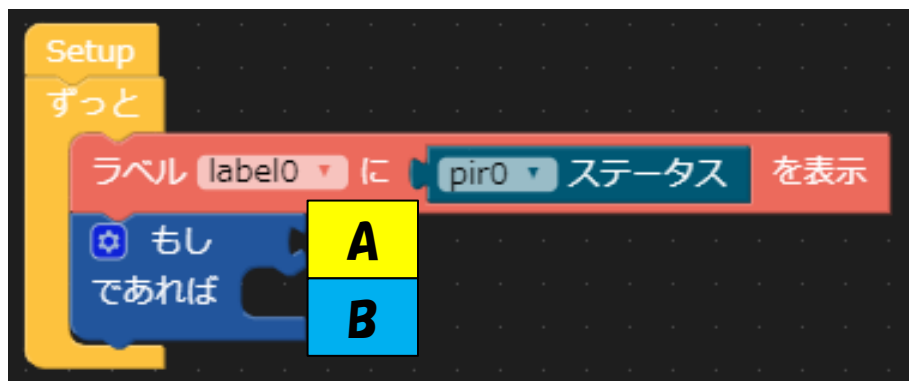 Setup
ずっと
ラベル label0 に pir0 ステータス を表示
もし A
であれば B